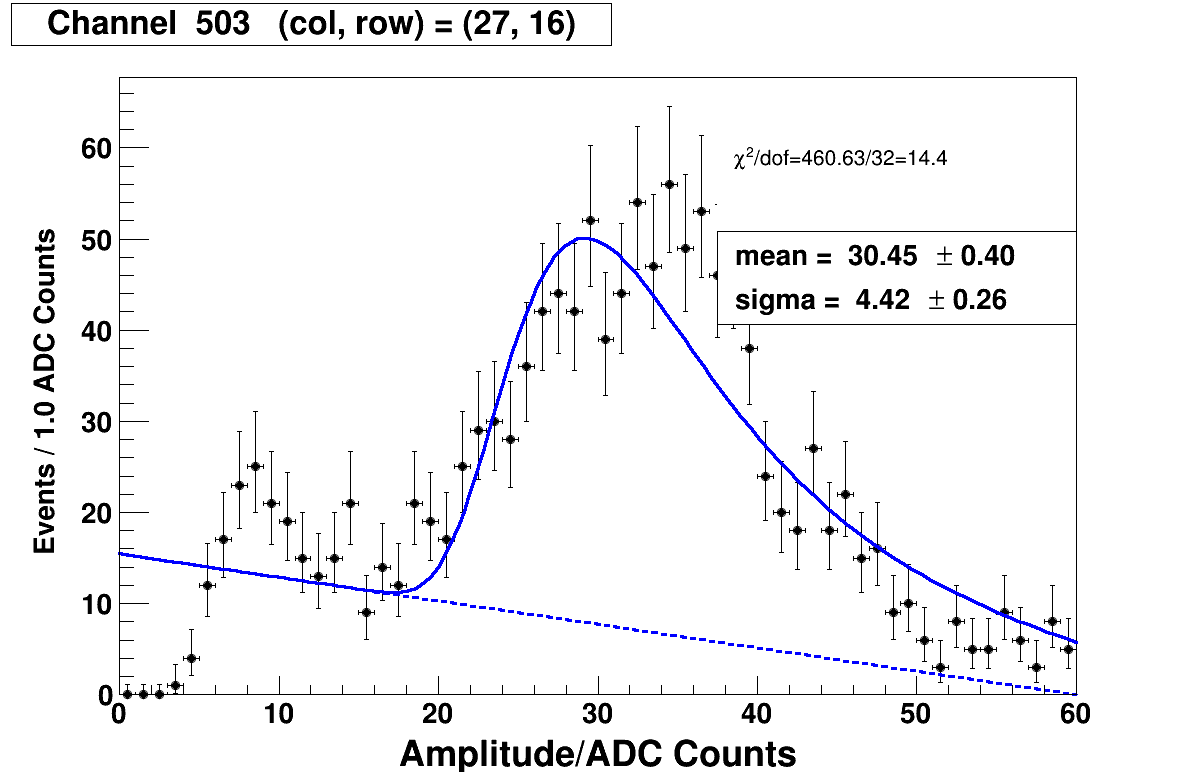 Channel 503 (col, row) = (27, 16)
χ²/dof=460.63/32=14.4
mean = 30.45 ± 0.40
sigma = 4.42 ± 0.26
Events / 1.0 ADC Counts
60
50
40
30
20
10
0
0 10 20 30 40 50 60
Amplitude/ADC Counts